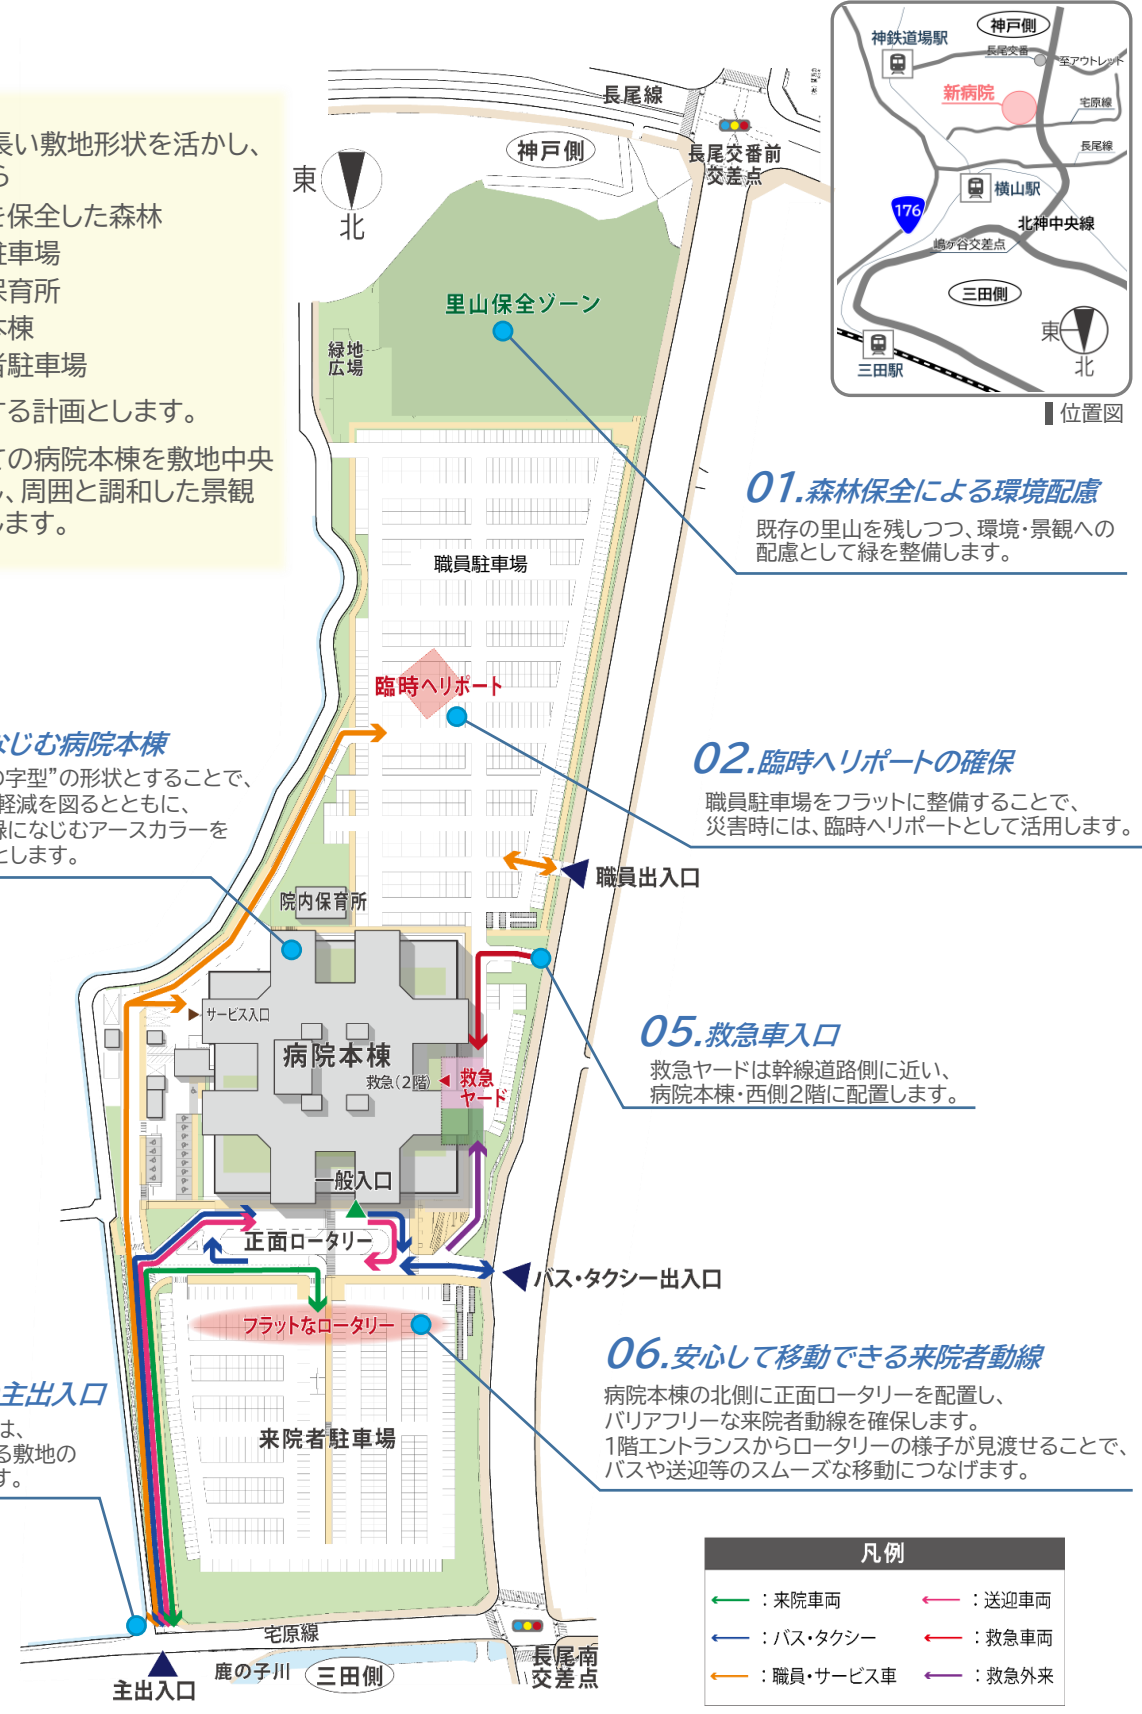 長い敷地形状を活かし、
ら
を保全した森林
駐車場
保育所
本棟
者駐車場
する計画とします。
ての病院本棟を敷地中央
し、周囲と調和した景観
します。
神戸側
神鉄道場駅
長尾交番
至アウトレット
新病院
宅原線
長尾線
横山駅
176
北神中央線
嶋ヶ谷交差点
三田側
東
北
三田駅
位置図
長尾線
神戸側
長尾交番前
交差点
東
北
里山保全ゾーン
緑地
広場
01.森林保全による環境配慮
既存の里山を残しつつ、環境・景観への
配慮として緑を整備します。
職員駐車場
臨時ヘリポート
02.臨時ヘリポートの確保
職員駐車場をフラットに整備することで、
災害時には、臨時ヘリポートとして活用します。
なじむ病院本棟
の字型”の形状とすることで、
軽減を図るとともに、
緑になじむアースカラーを
とします。
職員出入口
院内保育所
サービス入口
病院本棟
救急(2階)
救急
ヤード
05.救急車入口
救急ヤードは幹線道路側に近い、
病院本棟・西側2階に配置します。
一般入口
正面ロータリー
バス・タクシー出入口
フラットなロータリー
06.安心して移動できる来院者動線
病院本棟の北側に正面ロータリーを配置し、
バリアフリーな来院者動線を確保します。
1階エントランスからロータリーの様子が見渡せることで、
バスや送迎等のスムーズな移動につなげます。
主出入口
は、
る敷地の
す。
来院者駐車場
宅原線
鹿の子川
三田側
長尾南
交差点
主出入口
凡例
：来院車両
：送迎車両
：バス・タクシー
：救急車両
：職員・サービス車
：救急外来